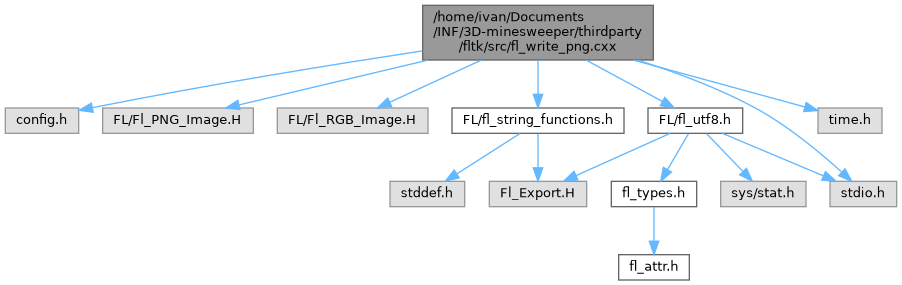 /home/ivan/Documents
/INF/3D-minesweeper/thirdparty
/fltk/src/fl_write_png.cxx
config.h
FL/Fl_PNG_Image.H
FL/Fl_RGB_Image.H
FL/fl_string_functions.h
FL/fl_utf8.h
time.h
stddef.h
Fl_Export.H
fl_types.h
sys/stat.h
stdio.h
fl_attr.h